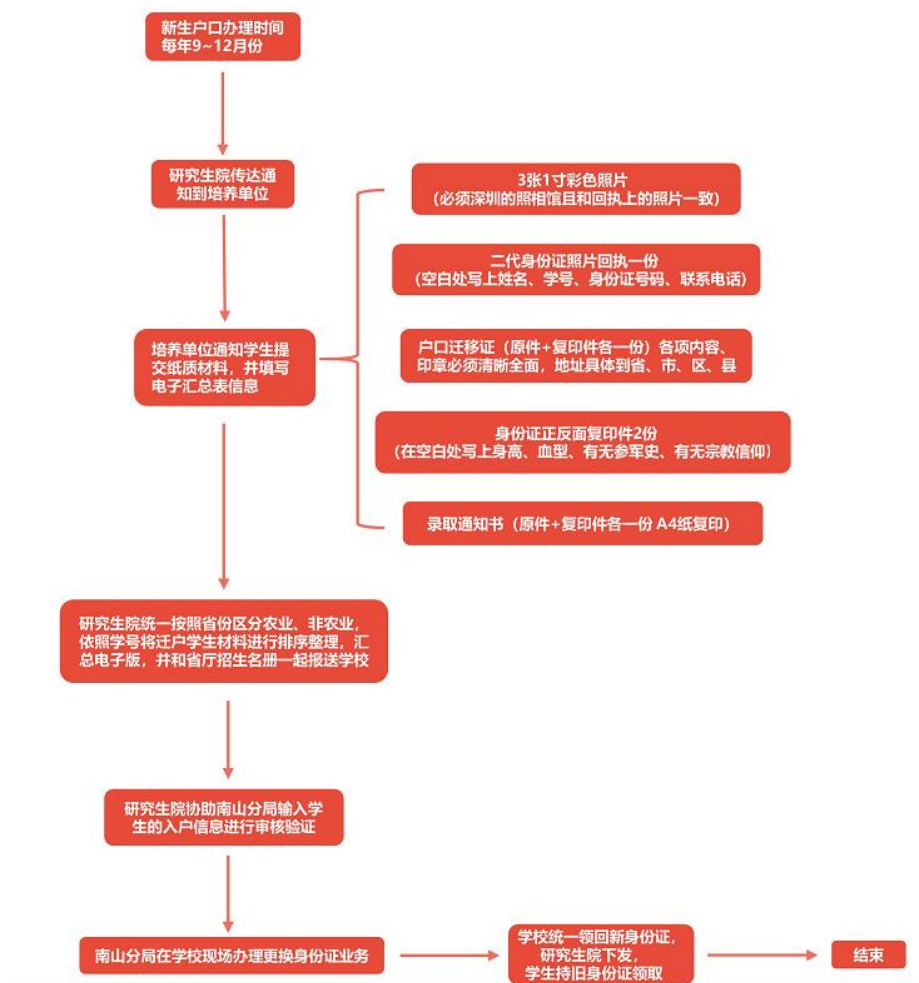 新生户口办理时间
每年9~12月份
研究生院传达通
知到培养单位
3张1寸彩色照片
(必须深圳的照相馆且和回执上的照片一致)
二代身份证照片回执一份
(空白处写上姓名、学号、身份证号码、联系电话)
培养单位通知学生提
交纸质材料，并填写
电子汇总表信息
户口迁移证（原件+复印件各一份）各项内容、
印章必须清晰全面，地址具体到省、市、区、县
身份证正反面复印件2份
(在空白处写上身高、血型、有无参军史、有无宗教信仰)
录取通知书（原件+复印件各一份 A4纸复印）
研究生院统一按照省份区分农业、非农业，
依照学号将迁户学生材料进行排序整理，汇
总电子版，并和省厅招生名册一起报送学校
研究生院协助南山分局输入学
生的入户信息进行审核验证
南山分局在学校现场办理更换身份证业务
学校统一领回新身份证，
研究生院下发，
学生持旧身份证领取
结束